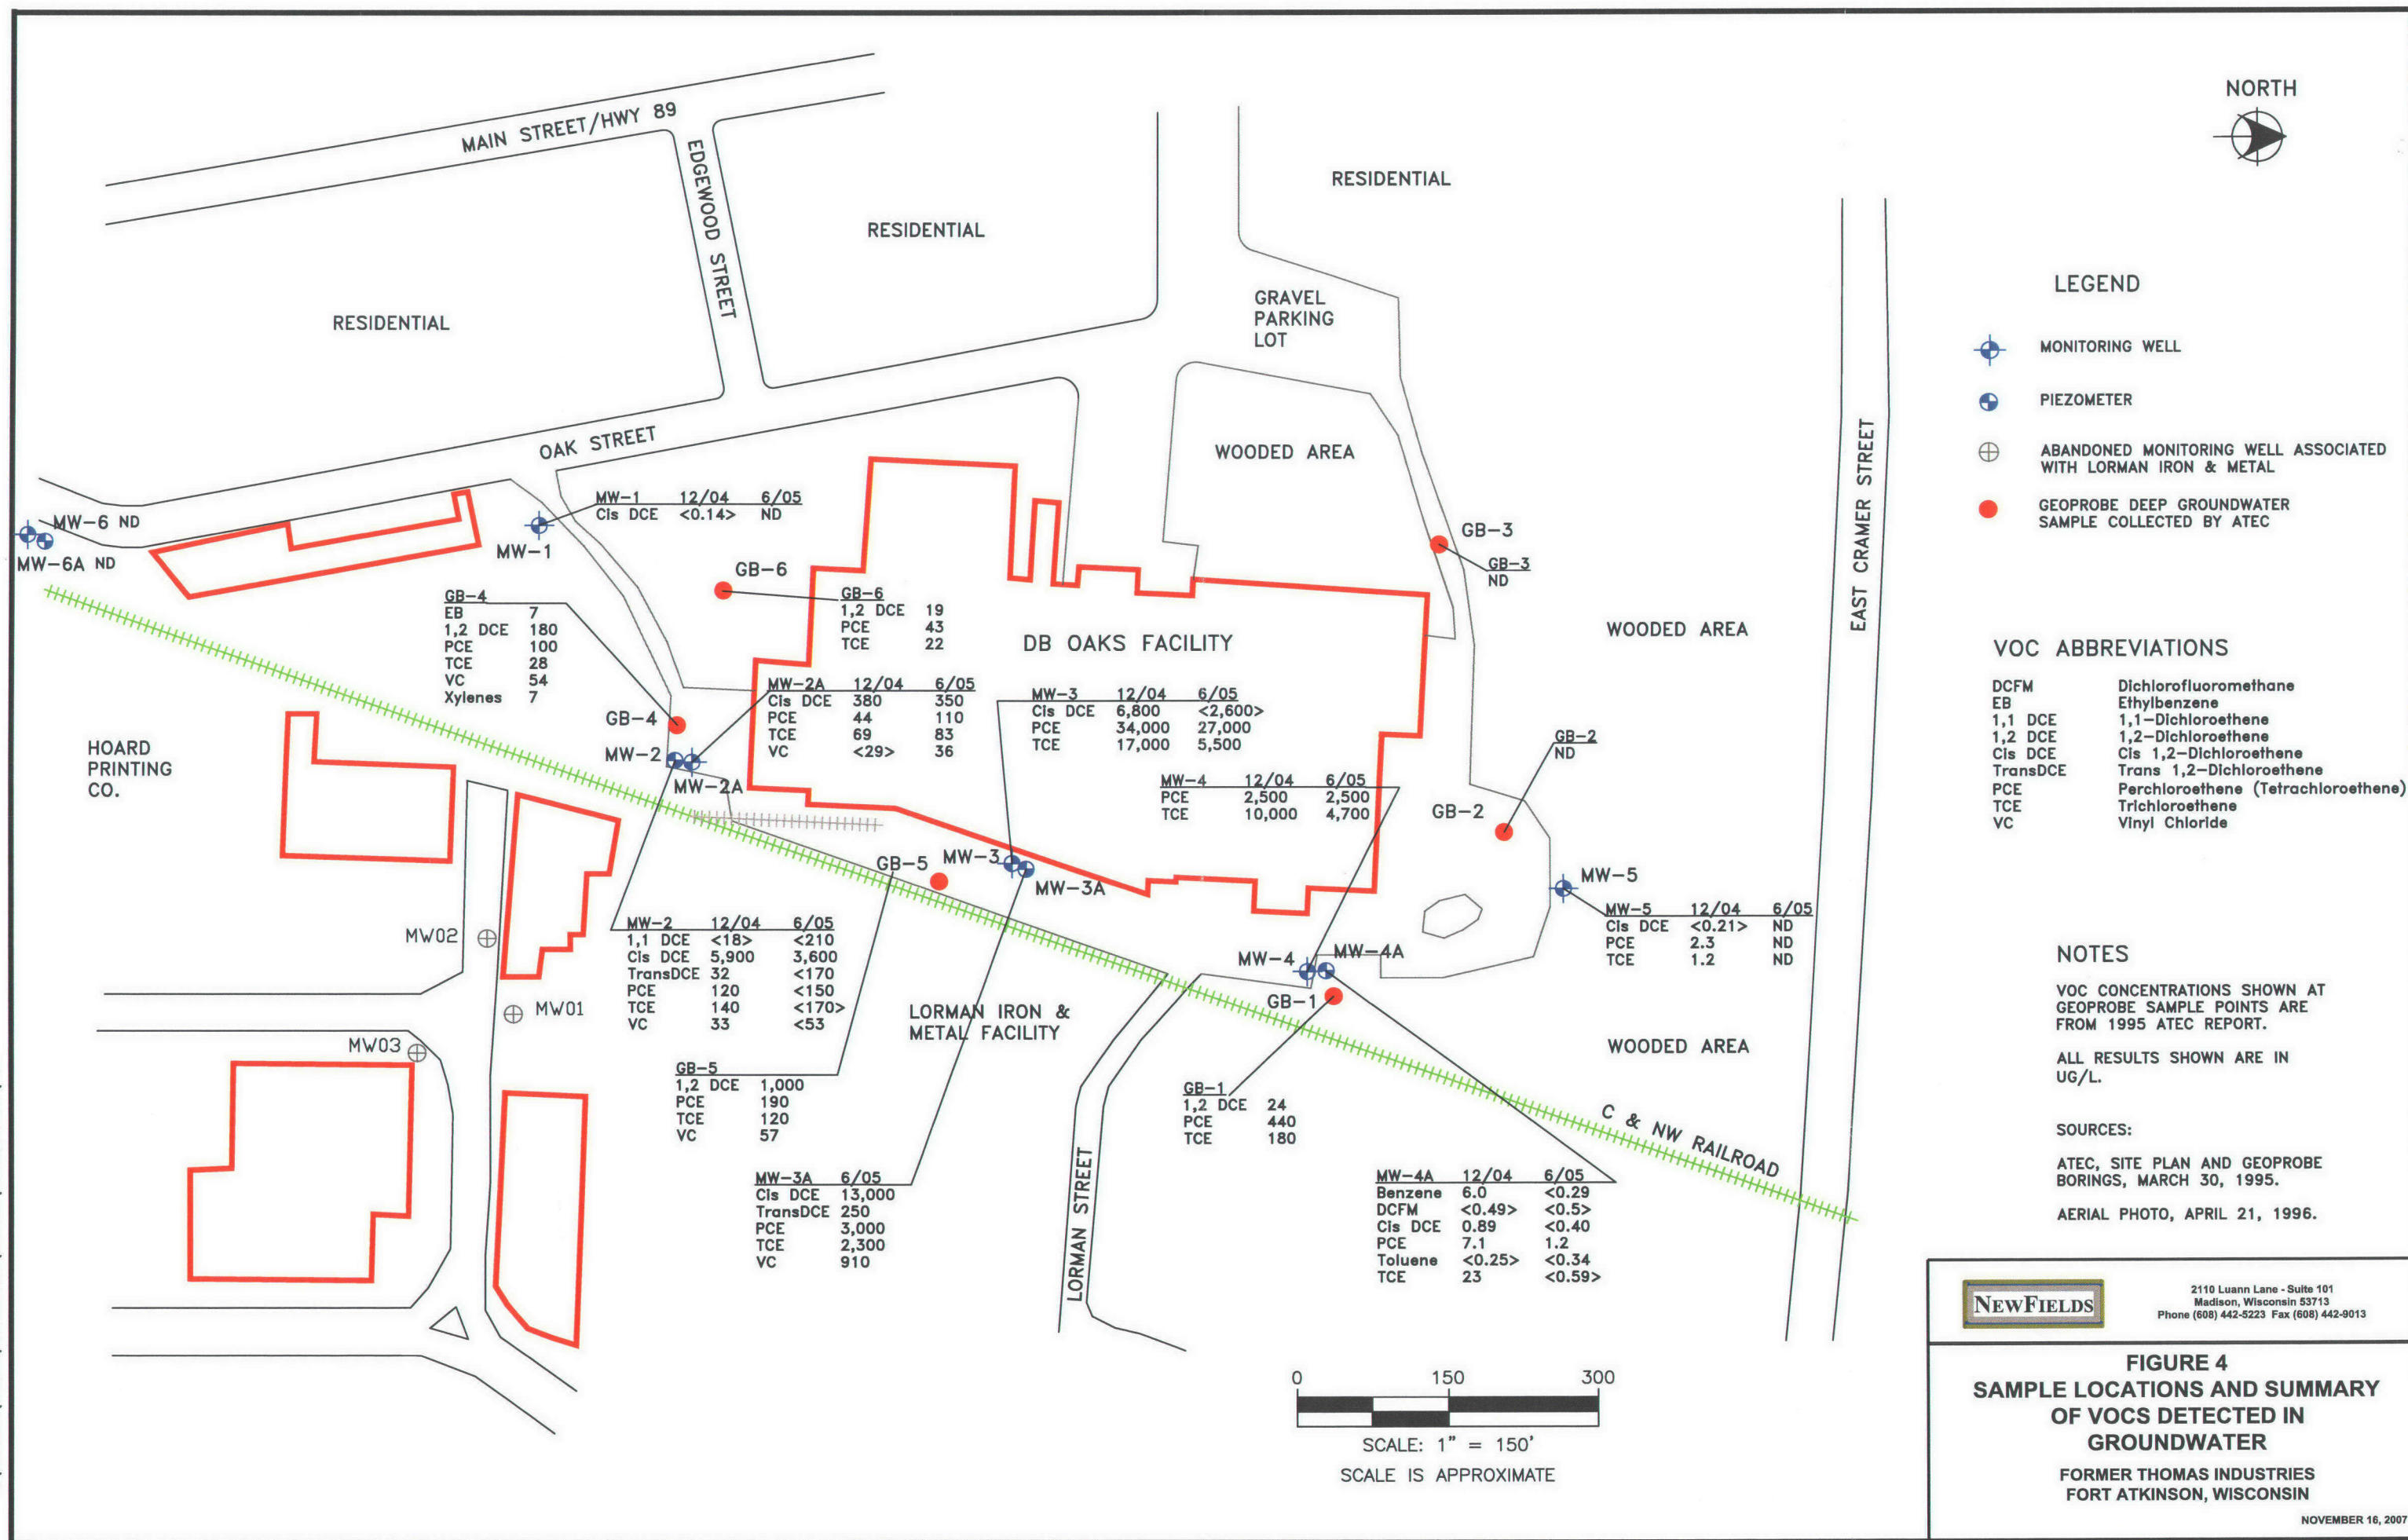 MAIN STREET/HWY 89
EDGEWOOD STREET
RESIDENTIAL
RESIDENTIAL
RESIDENTIAL
GRAVEL
PARKING
LOT
WOODED AREA
OAK STREET
EAST CRAMER STREET
NORTH
MW-6 ND
MW-6A ND
MW-1 12/04 6/05
Cis DCE <0.14> ND
MW-1
GB-6
GB-6
1,2 DCE 19
PCE 43
TCE 22
GB-3
GB-3
ND
GB-4
EB 7
1,2 DCE 180
PCE 100
TCE 28
VC 54
Xylenes 7
DB OAKS FACILITY
WOODED AREA
MW-2A 12/04 6/05
Cis DCE 380 350
PCE 44 110
TCE 69 83
VC <29> 36
MW-3 12/04 6/05
Cis DCE 6,800 <2,600>
PCE 34,000 27,000
TCE 17,000 5,500
GB-4
MW-2
MW-2A
HOARD
PRINTING
CO.
MW-4 12/04 6/05
PCE 2,500 2,500
TCE 10,000 4,700
GB-2
ND
GB-2
GB-5
MW-3
MW-3A
MW-5
MW-5 12/04 6/05
Cis DCE <0.21> ND
PCE 2.3 ND
TCE 1.2 ND
MW02
MW01
MW03
MW-2 12/04 6/05
1,1 DCE <18> <210
Cis DCE 5,900 3,600
TransDCE 32 <170
PCE 120 <150
TCE 140 <170>
VC 33 <53
MW-4
MW-4A
GB-1
LORMAN IRON &
METAL FACILITY
WOODED AREA
GB-5
1,2 DCE 1,000
PCE 190
TCE 120
VC 57
GB-1
1,2 DCE 24
PCE 440
TCE 180
C & NW RAILROAD
MW-3A 6/05
Cis DCE 13,000
TransDCE 250
PCE 3,000
TCE 2,300
VC 910
LORMAN STREET
MW-4A 12/04 6/05
Benzene 6.0 <0.29
DCFM <0.49> <0.5>
Cis DCE 0.89 <0.40
PCE 7.1 1.2
Toluene <0.25> <0.34
TCE 23 <0.59>
0 150 300
SCALE: 1" = 150'
SCALE IS APPROXIMATE
LEGEND
MONITORING WELL
PIEZOMETER
ABANDONED MONITORING WELL ASSOCIATED
WITH LORMAN IRON & METAL
GEOPROBE DEEP GROUNDWATER
SAMPLE COLLECTED BY ATEC
VOC ABBREVIATIONS
DCFM Dichlorofluoromethane
EB Ethylbenzene
1,1 DCE 1,1-Dichloroethene
1,2 DCE 1,2-Dichloroethene
Cis DCE Cis 1,2-Dichloroethene
TransDCE Trans 1,2-Dichloroethene
PCE Perchloroethene (Tetrachloroethene)
TCE Trichloroethene
VC Vinyl Chloride
NOTES
VOC CONCENTRATIONS SHOWN AT
GEOPROBE SAMPLE POINTS ARE
FROM 1995 ATEC REPORT.
ALL RESULTS SHOWN ARE IN
UG/L.
SOURCES:
ATEC, SITE PLAN AND GEOPROBE
BORINGS, MARCH 30, 1995.
AERIAL PHOTO, APRIL 21, 1996.
NEWFIELDS
2110 Luann Lane - Suite 101
Madison, Wisconsin 53713
Phone (608) 442-5223 Fax (608) 442-9013
FIGURE 4
SAMPLE LOCATIONS AND SUMMARY
OF VOCS DETECTED IN
GROUNDWATER
FORMER THOMAS INDUSTRIES
FORT ATKINSON, WISCONSIN
NOVEMBER 16, 2007